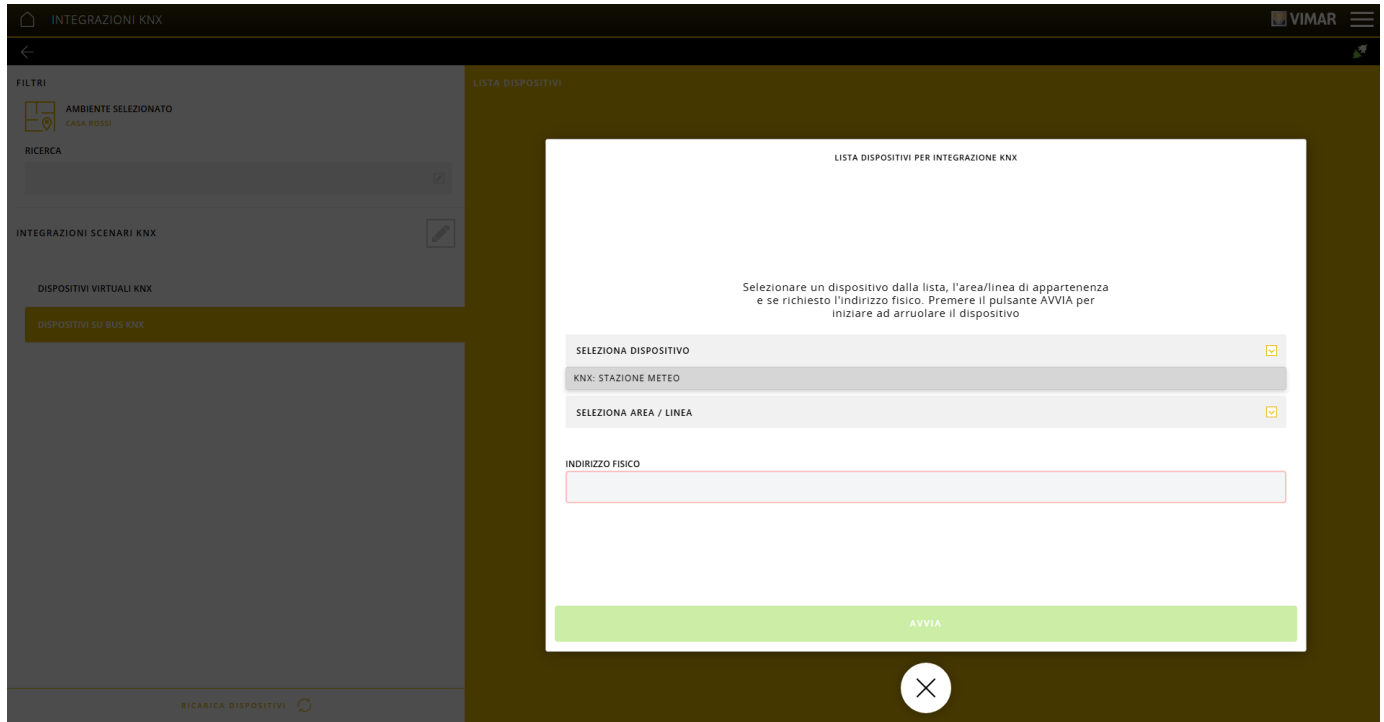 INTEGRAZIONI KNX
VIMAR
FILTRI
AMBIENTE SELEZIONATO
CASA ROSSI
RICERCA
INTEGRAZIONI SCENARI KNX
DISPOSITIVI VIRTUALI KNX
DISPOSITIVI SU BUS KNX
RICARICA DISPOSITIVI
LISTA DISPOSITIVI
LISTA DISPOSITIVI PER INTEGRAZIONE KNX
Selezionare un dispositivo dalla lista, l'area/linea di appartenenza
e se richiesto l'indirizzo fisico. Premere il pulsante AVVIA per
iniziare ad arruolare il dispositivo
SELEZIONA DISPOSITIVO
KNX: STAZIONE METEO
SELEZIONA AREA / LINEA
INDIRIZZO FISICO
AVVIA